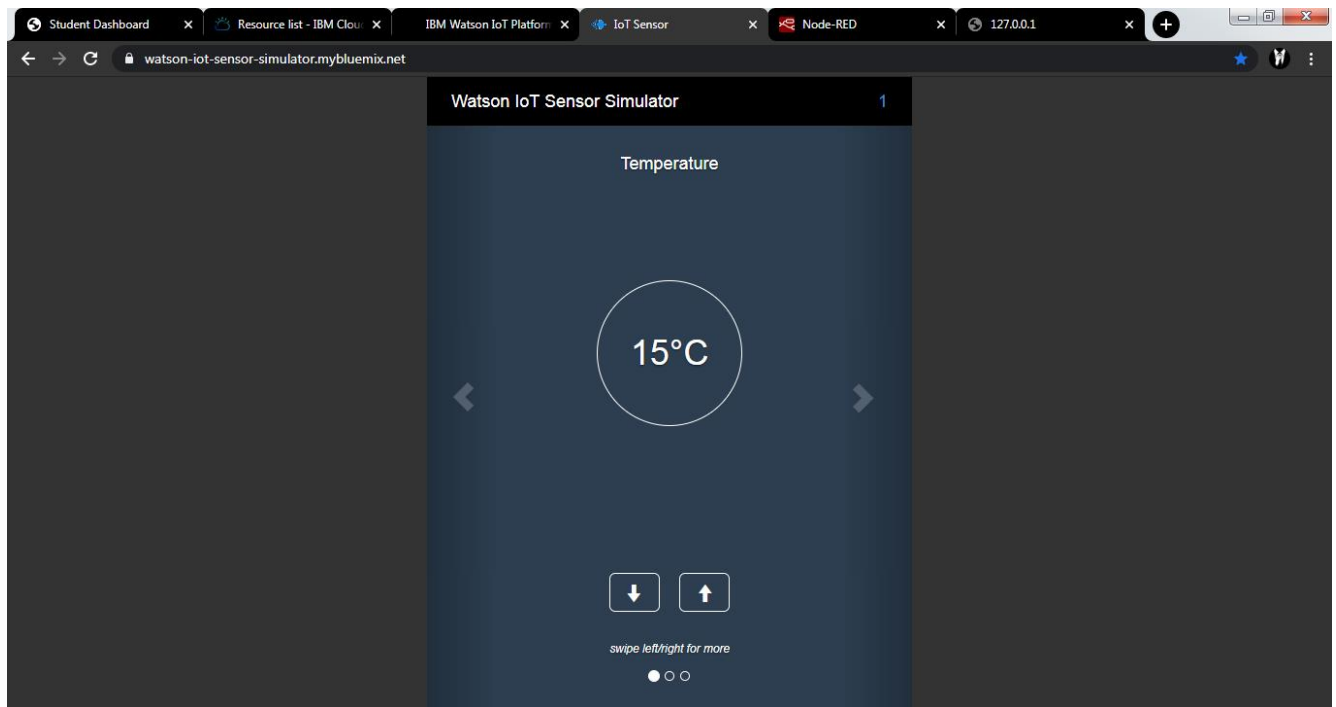 Student Dashboard
Resource list - IBM Clou
IBM Watson IoT Platform
IoT Sensor
Node-RED
127.0.0.1
watson-iot-sensor-simulator.mybluemix.net
Watson IoT Sensor Simulator 1
Temperature
15°C
swipe left/right for more